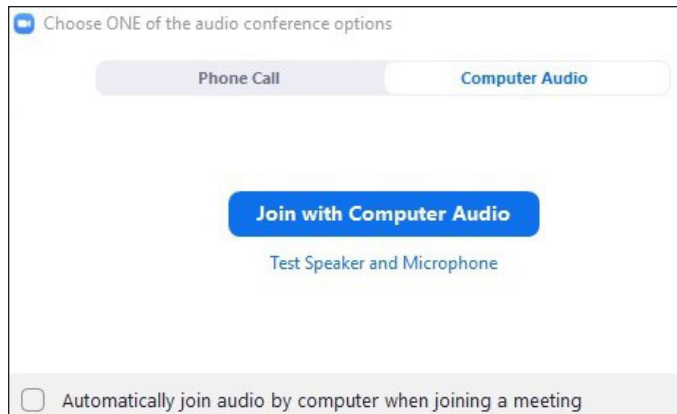 Choose ONE of the audio conference options
Phone Call
Computer Audio
Join with Computer Audio
Test Speaker and Microphone
Automatically join audio by computer when joining a meeting